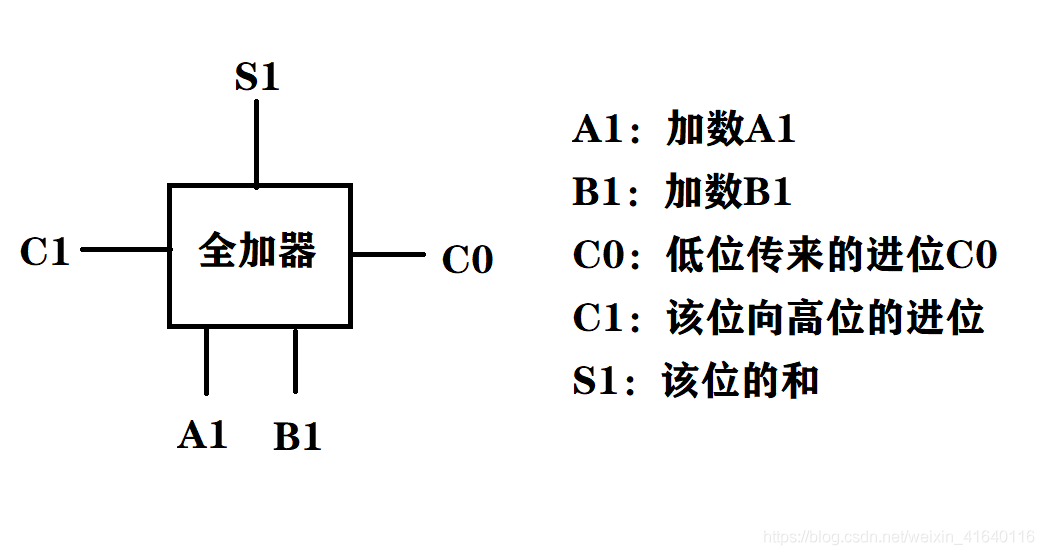 S1
全加器
C1
C0
A1
B1
A1：加数A1
B1：加数B1
C0：低位传来的进位C0
C1：该位向高位的进位
S1：该位的和
https://blog.csdn.net/weixin_41640116